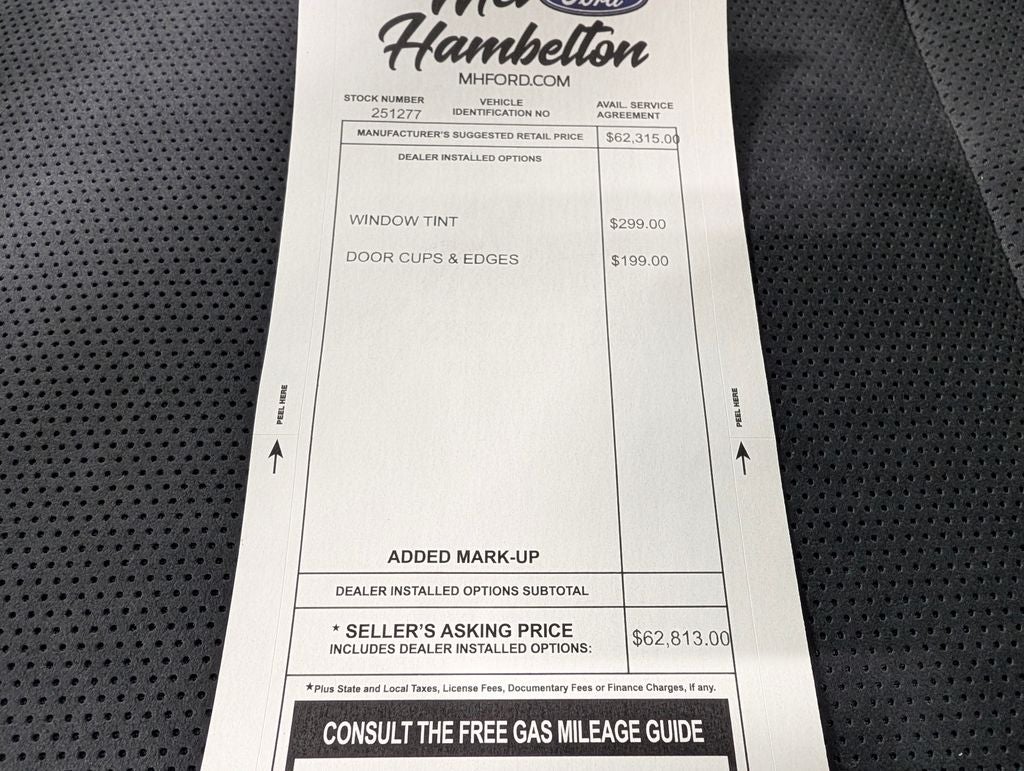 Mel Ford
Hambelton
MHFORD.COM
STOCK NUMBER
251277
VEHICLE
IDENTIFICATION NO
AVAIL. SERVICE
AGREEMENT
MANUFACTURER'S SUGGESTED RETAIL PRICE $62,315.00
DEALER INSTALLED OPTIONS
WINDOW TINT $299.00
DOOR CUPS & EDGES $199.00
PEEL HERE
PEEL HERE
ADDED MARK-UP
DEALER INSTALLED OPTIONS SUBTOTAL
* SELLER'S ASKING PRICE $62,813.00
INCLUDES DEALER INSTALLED OPTIONS:
*Plus State and Local Taxes, License Fees, Documentary Fees or Finance Charges, if any.
CONSULT THE FREE GAS MILEAGE GUIDE